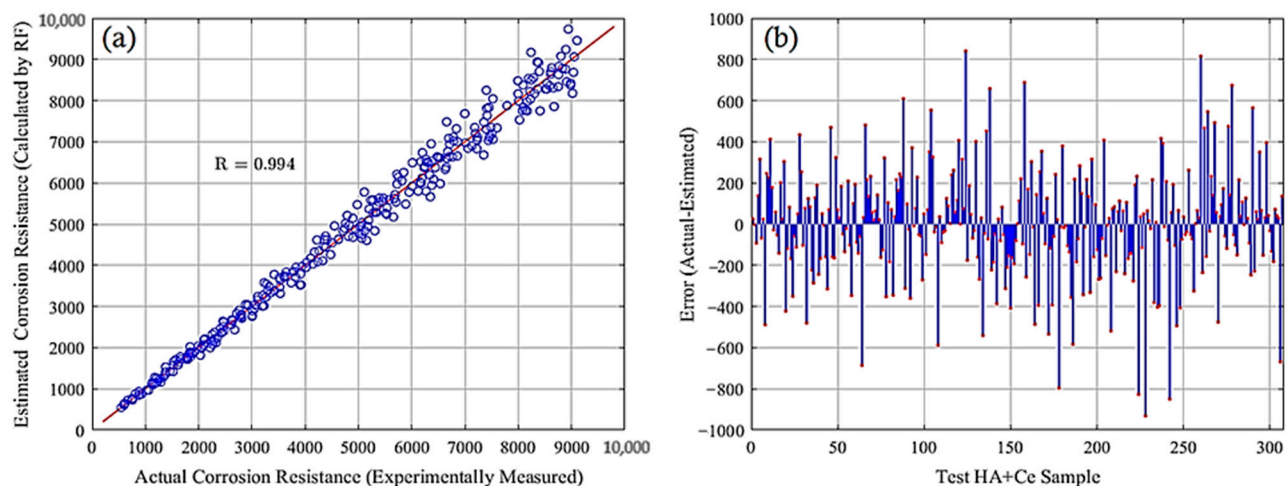 (a)
R = 0.994
10,000
9000
8000
7000
6000
5000
4000
3000
2000
1000
0
0 1000 2000 3000 4000 5000 6000 7000 8000 9000 10,000
Estimated Corrosion Resistance (Calculated by RF)
Actual Corrosion Resistance (Experimentally Measured)
(b)
1000
800
600
400
200
0
−200
−400
−600
−800
−1000
0 50 100 150 200 250 300
Error (Actual-Estimated)
Test HA+Ce Sample